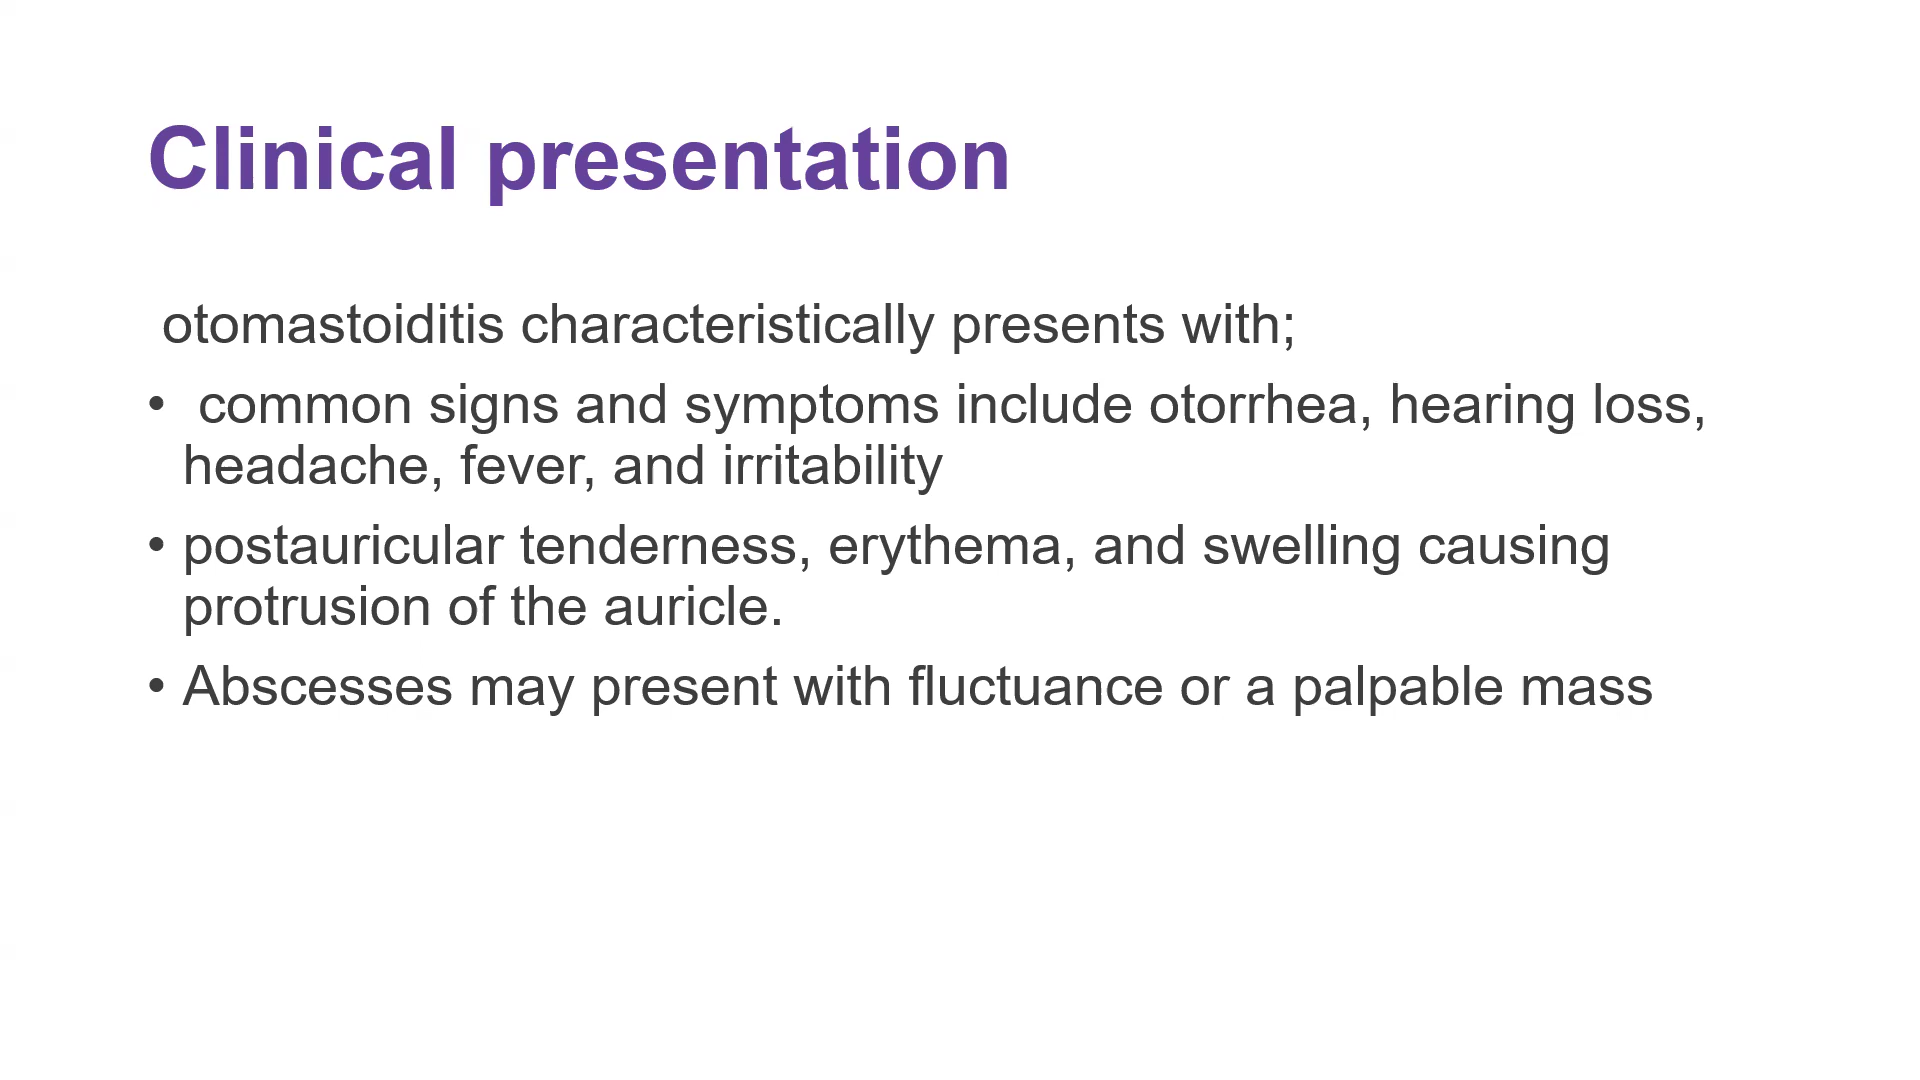 Clinical presentation
otomastoiditis characteristically presents with;
• common signs and symptoms include otorrhea, hearing loss,
headache, fever, and irritability
• postauricular tenderness, erythema, and swelling causing
protrusion of the auricle.
• Abscesses may present with fluctuance or a palpable mass